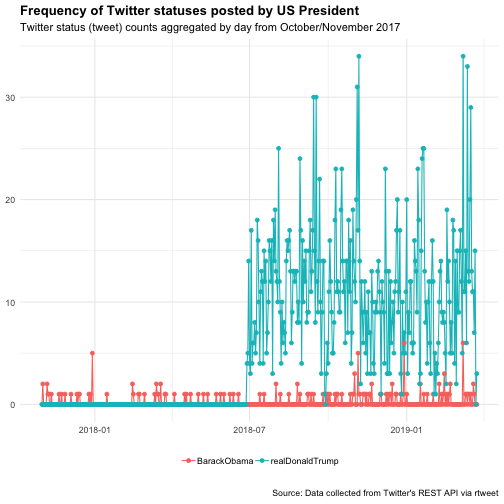 Frequency of Twitter statuses posted by US President
Twitter status (tweet) counts aggregated by day from October/November 2017
30
20
10
0
2018-01 2018-07 2019-01
BarackObama realDonaldTrump
Source: Data collected from Twitter's REST API via rtweet